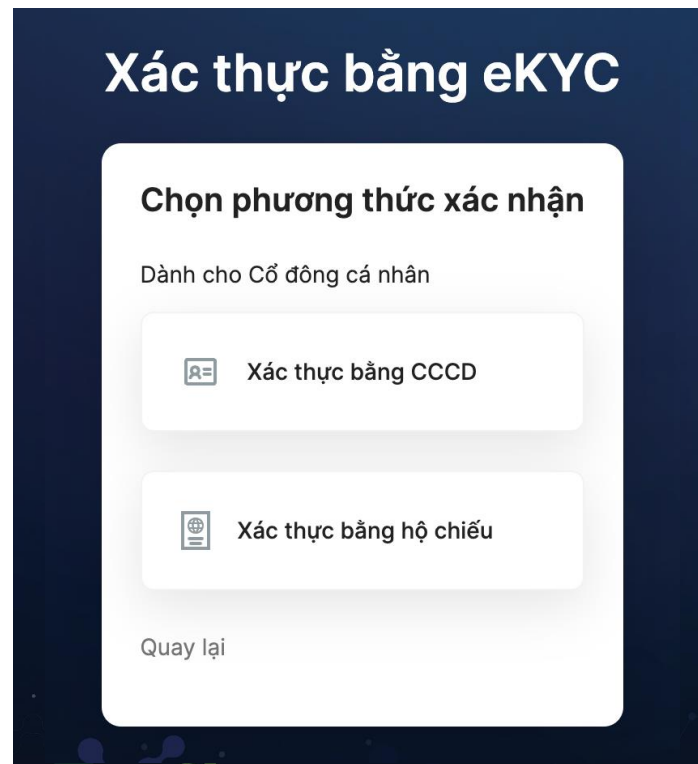 Xác thực bằng eKYC
Chọn phương thức xác nhận
Dành cho Cổ đông cá nhân
Xác thực bằng CCCD
Xác thực bằng hộ chiếu
Quay lại